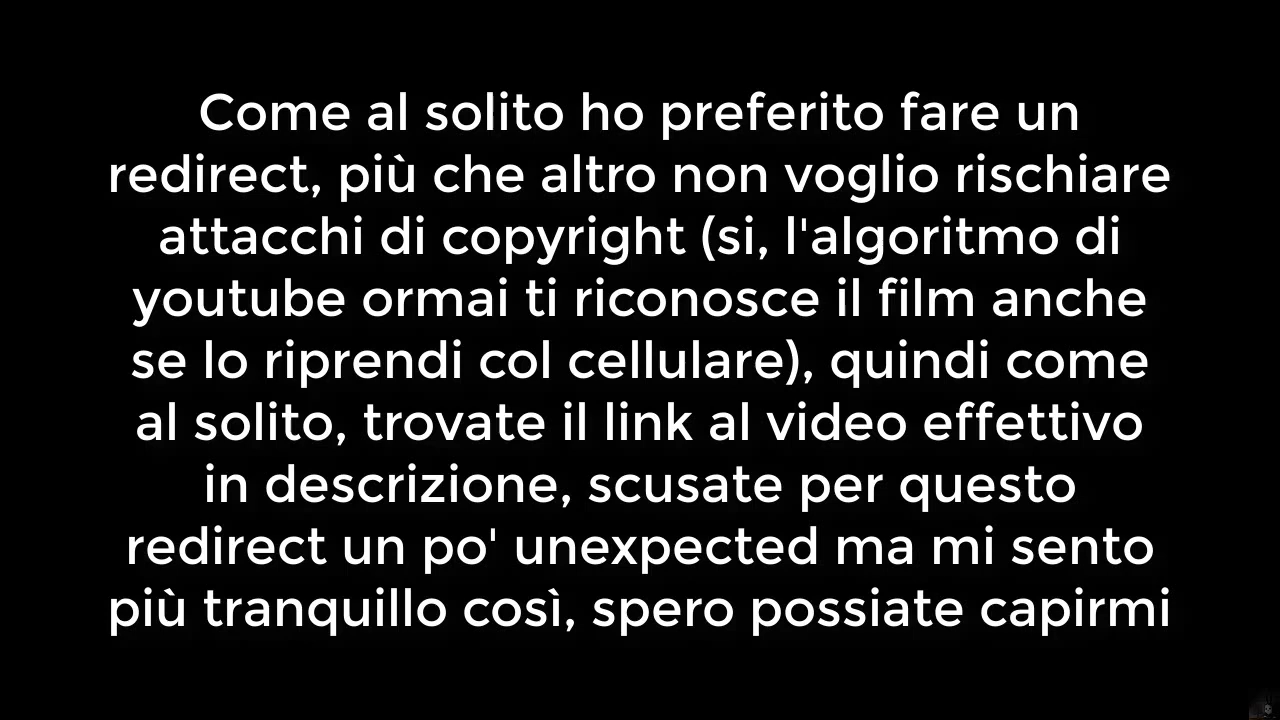 Come al solito ho preferito fare un
redirect, più che altro non voglio rischiare
attacchi di copyright (si, l'algoritmo di
youtube ormai ti riconosce il film anche
se lo riprendi col cellulare), quindi come
al solito, trovate il link al video effettivo
in descrizione, scusate per questo
redirect un po' unexpected ma mi sento
più tranquillo così, spero possiate capirmi